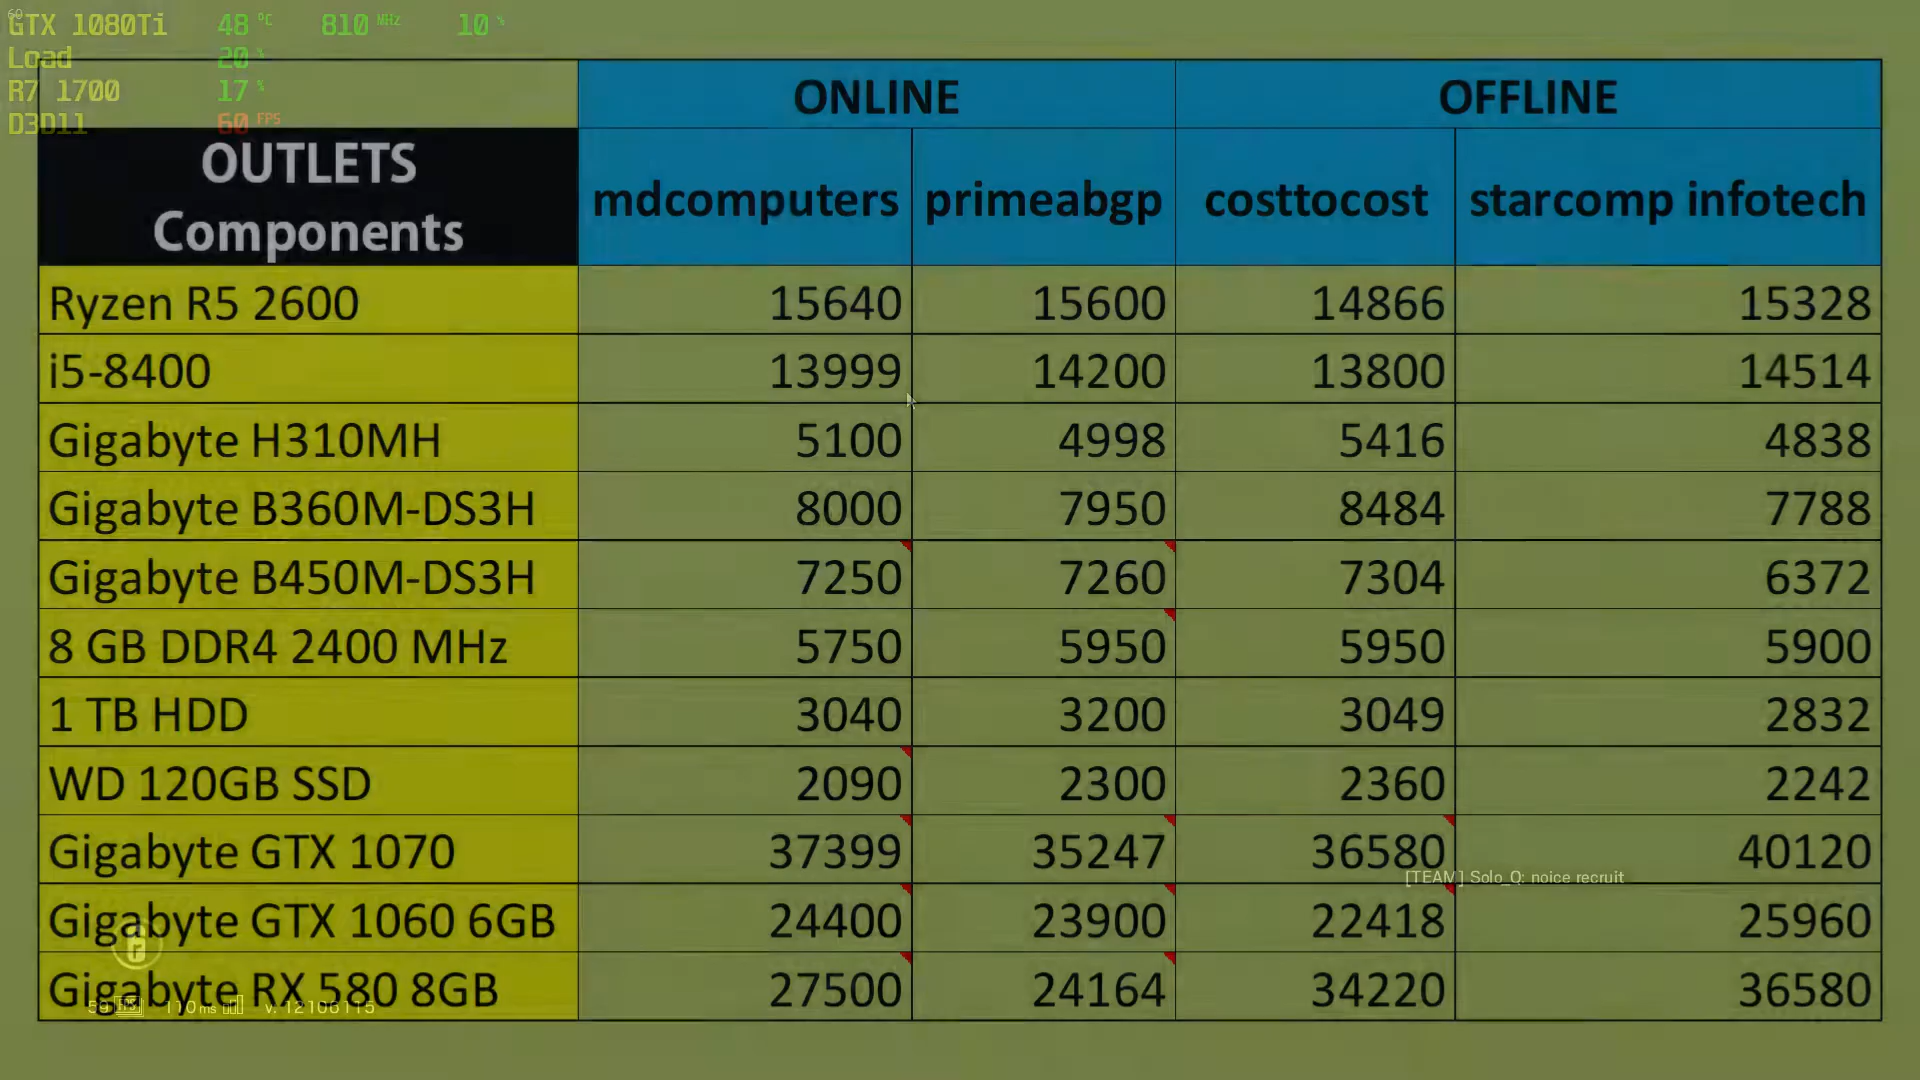 60
GTX 1080Ti 48 °C 810 MHz 10 %
Load 20 %
R7 1700 17 %
D3D11 60 FPS
ONLINE OFFLINE
OUTLETS
Components mdcomputers primeabgp costtocost starcomp infotech
Ryzen R5 2600 15640 15600 14866 15328
i5-8400 13999 14200 13800 14514
Gigabyte H310MH 5100 4998 5416 4838
Gigabyte B360M-DS3H 8000 7950 8484 7788
Gigabyte B450M-DS3H 7250 7260 7304 6372
8 GB DDR4 2400 MHz 5750 5950 5950 5900
1 TB HDD 3040 3200 3049 2832
WD 120GB SSD 2090 2300 2360 2242
Gigabyte GTX 1070 37399 35247 36580 40120
[TEAM] Solo_Q: noice recruit
Gigabyte GTX 1060 6GB 24400 23900 22418 25960
r
Gigabyte RX 580 8GB 27500 24164 34220 36580
59 FPS - 110ms - v. 12106115